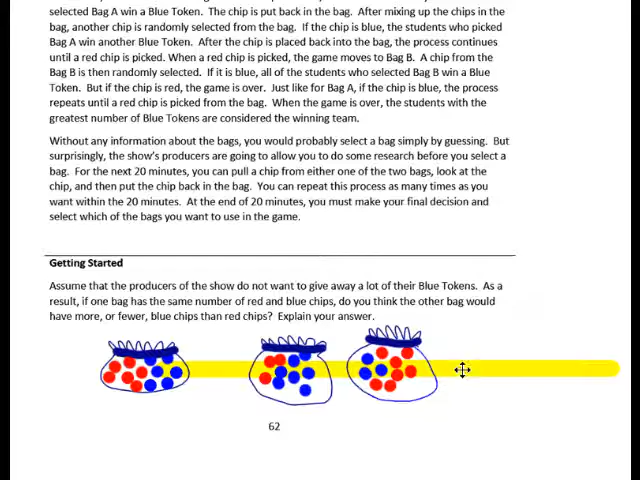 selected Bag A win a Blue Token. The chip is put back in the bag. After mixing up the chips in the
bag, another chip is randomly selected from the bag. If the chip is blue, the students who picked
Bag A win another Blue Token. After the chip is placed back into the bag, the process continues
until a red chip is picked. When a red chip is picked, the game moves to Bag B. A chip from the
Bag B is then randomly selected. If it is blue, all of the students who selected Bag B win a Blue
Token. But if the chip is red, the game is over. Just like for Bag A, if the chip is blue, the process
repeats until a red chip is picked from the bag. When the game is over, the students with the
greatest number of Blue Tokens are considered the winning team.
Without any information about the bags, you would probably select a bag simply by guessing. But
surprisingly, the show's producers are going to allow you to do some research before you select a
bag. For the next 20 minutes, you can pull a chip from either one of the two bags, look at the
chip, and then put the chip back in the bag. You can repeat this process as many times as you
want within the 20 minutes. At the end of 20 minutes, you must make your final decision and
select which of the bags you want to use in the game.
Getting Started
Assume that the producers of the show do not want to give away a lot of their Blue Tokens. As a
result, if one bag has the same number of red and blue chips, do you think the other bag would
have more, or fewer, blue chips than red chips? Explain your answer.
62